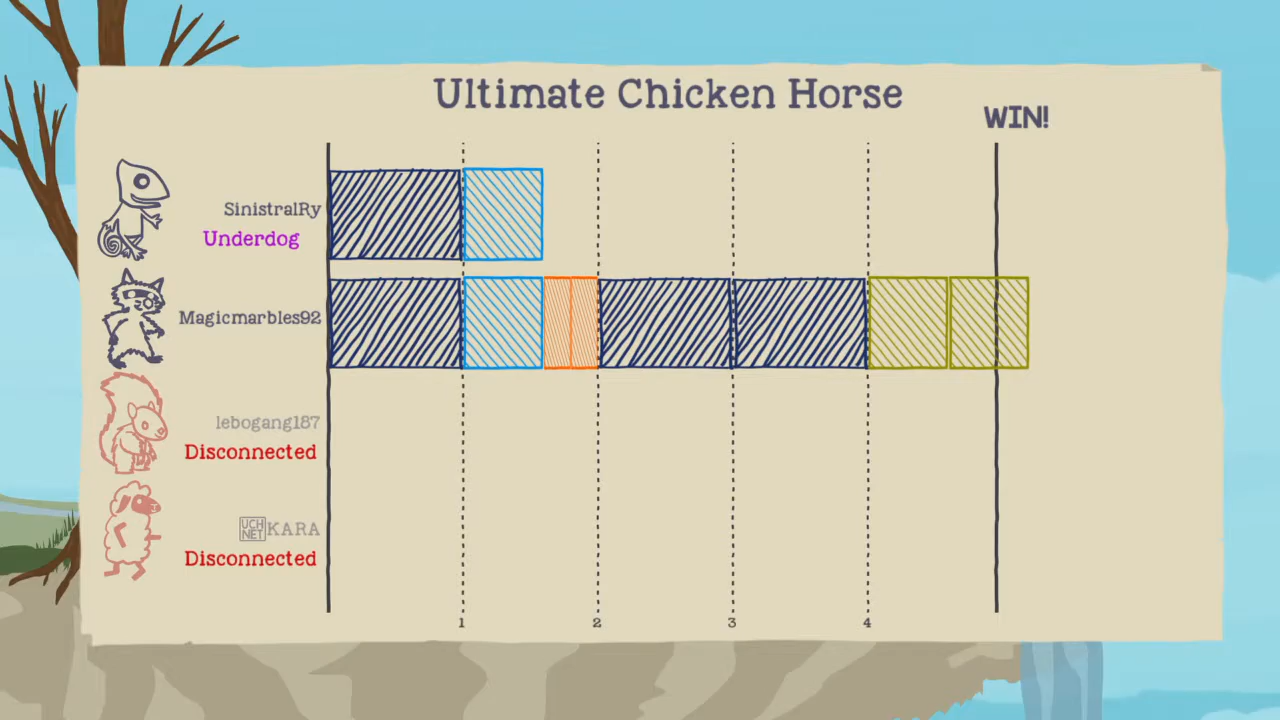 Ultimate Chicken Horse
WIN!
SinistralRy
Underdog
Magicmarbles92
lebogang187
Disconnected
UCH NET KARA
Disconnected
1 2 3 4